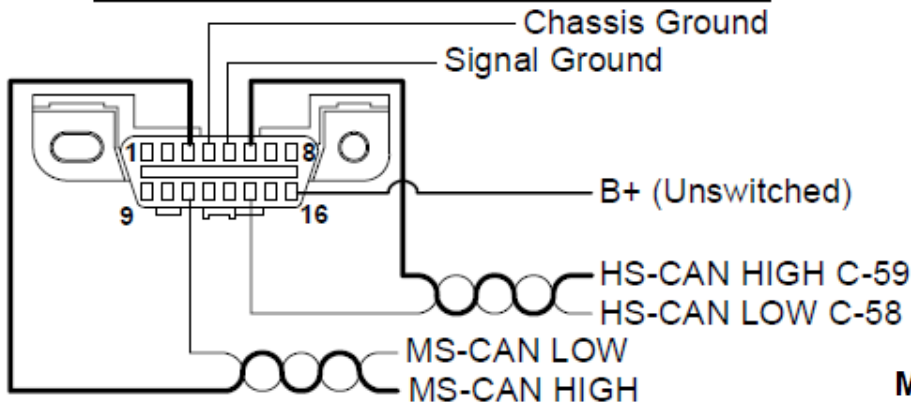 Chassis Ground
Signal Ground
1 8
9 16
B+ (Unswitched)
HS-CAN HIGH C-59
HS-CAN LOW C-58
MS-CAN LOW
MS-CAN HIGH
M